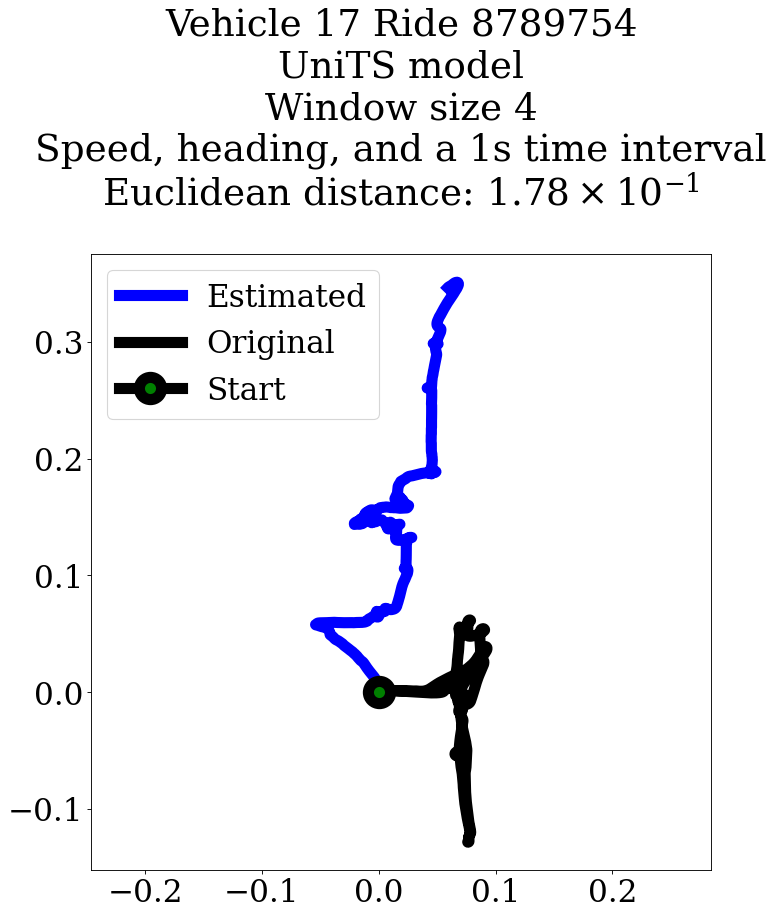 Vehicle 17 Ride 8789754
UniTS model
Window size 4
Speed, heading, and a 1s time interval
Euclidean distance: 1.78 × 10⁻¹
Estimated
Original
Start
0.3
0.2
0.1
0.0
−0.1
−0.2 −0.1 0.0 0.1 0.2